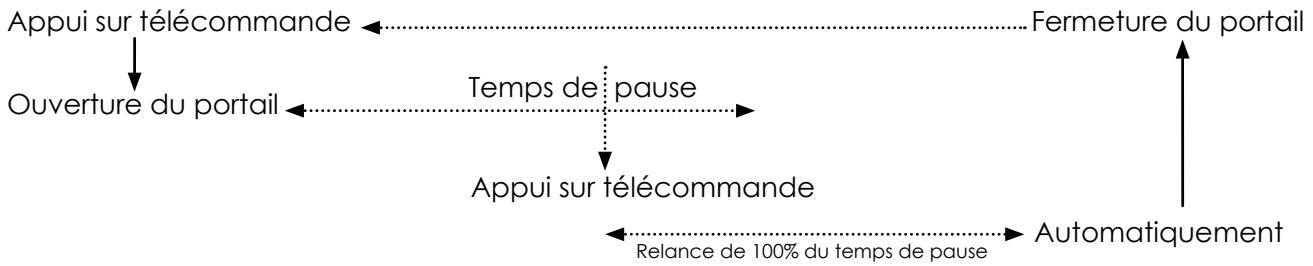 Appui sur télécommande
Fermeture du portail
Ouverture du portail
Temps de pause
Appui sur télécommande
Automatiquement
Relance de 100% du temps de pause